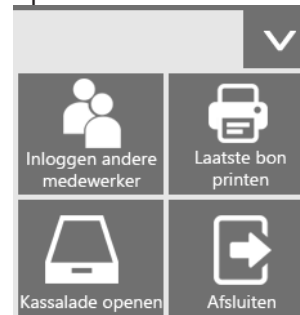 Inloggen andere
medewerker
Laatste bon
printen
Kassalade openen
Afsluiten